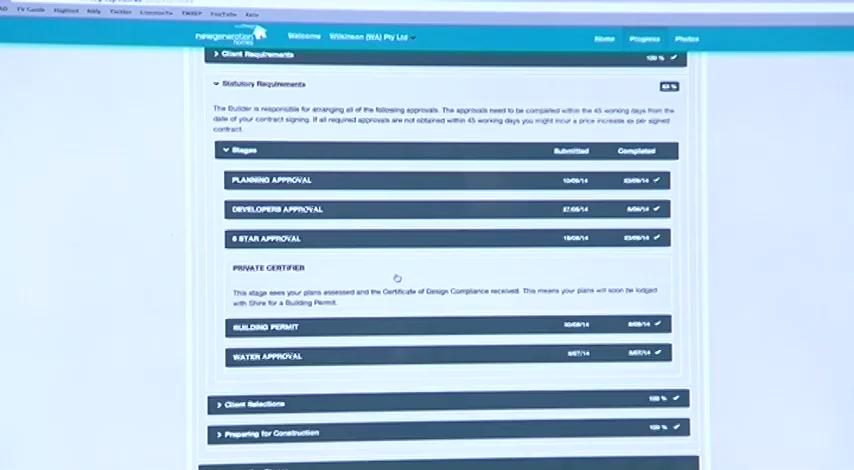 TV Guide
YouTube
newgeneration
homes
Welcome Wilkinson (WA) Pty Ltd
Home Progress Photos
Client Requirements 100 %
Statutory Requirements
The Builder is responsible for arranging all of the following approvals. The approvals need to be completed within the 45 working days from the
date of your contract signing. If all required approvals are not obtained within 45 working days you might incur a price increase as per signed
contract.
Stages Submitted Completed
PLANNING APPROVAL
DEVELOPERS APPROVAL
6 STAR APPROVAL
PRIVATE CERTIFIER
This stage sees your plans assessed and the Certificate of Design Compliance received. This means your plans will soon be lodged
with Shire for a Building Permit.
BUILDING PERMIT
WATER APPROVAL
Client Selections 100 %
Preparing for Construction 100 %